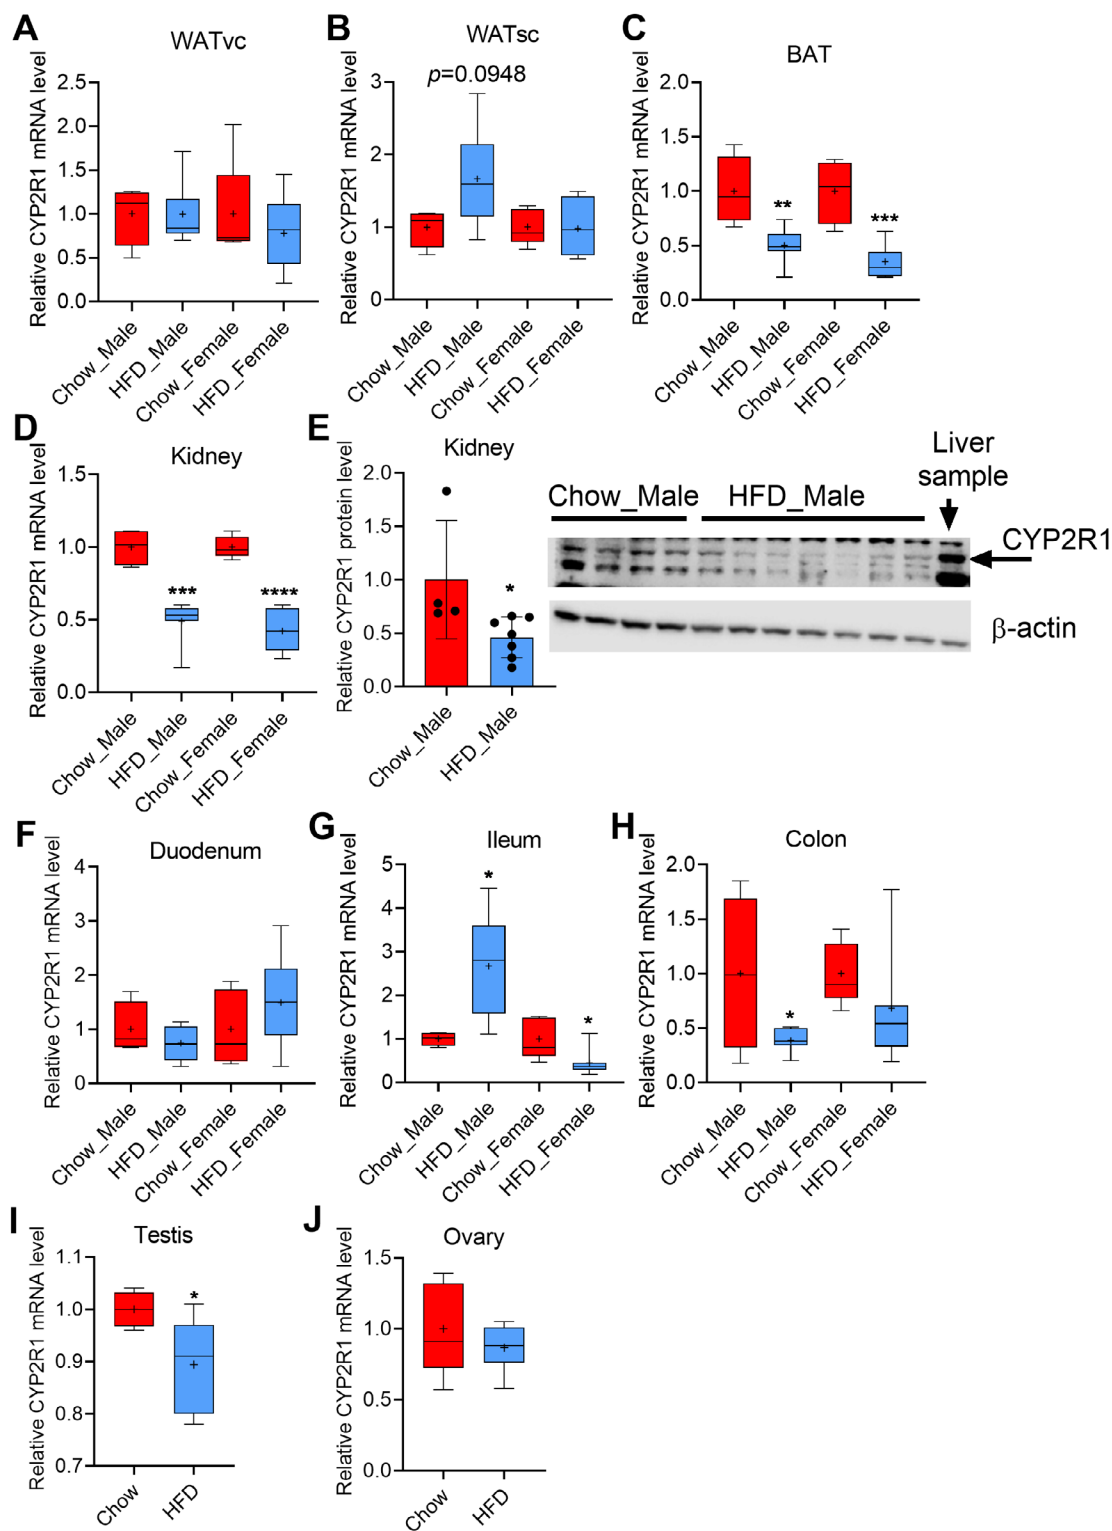 A
WATvc
Relative CYP2R1 mRNA level
2.5
2.0
1.5
1.0
0.5
0.0
Chow_Male
HFD_Male
Chow_Female
HFD_Female
B
WATsc
p=0.0948
Relative CYP2R1 mRNA level
3
2
1
0
Chow_Male
HFD_Male
Chow_Female
HFD_Female
C
BAT
Relative CYP2R1 mRNA level
2.0
1.5
1.0
0.5
0.0
**
***
Chow_Male
HFD_Male
Chow_Female
HFD_Female
D
Kidney
Relative CYP2R1 mRNA level
1.5
1.0
0.5
0.0
***
****
Chow_Male
HFD_Male
Chow_Female
HFD_Female
E
Kidney
Relative CYP2R1 protein level
2.0
1.5
1.0
0.5
0.0
*
Chow_Male
HFD_Male
Chow_Male
HFD_Male
Liver
sample
CYP2R1
β-actin
F
Duodenum
Relative CYP2R1 mRNA level
4
3
2
1
0
Chow_Male
HFD_Male
Chow_Female
HFD_Female
G
Ileum
Relative CYP2R1 mRNA level
5
4
3
2
1
0
*
*
Chow_Male
HFD_Male
Chow_Female
HFD_Female
H
Colon
Relative CYP2R1 mRNA level
2.0
1.5
1.0
0.5
0.0
*
Chow_Male
HFD_Male
Chow_Female
HFD_Female
I
Testis
Relative CYP2R1 mRNA level
1.1
1.0
0.9
0.8
0.7
*
Chow
HFD
J
Ovary
Relative CYP2R1 mRNA level
1.5
1.0
0.5
0.0
Chow
HFD